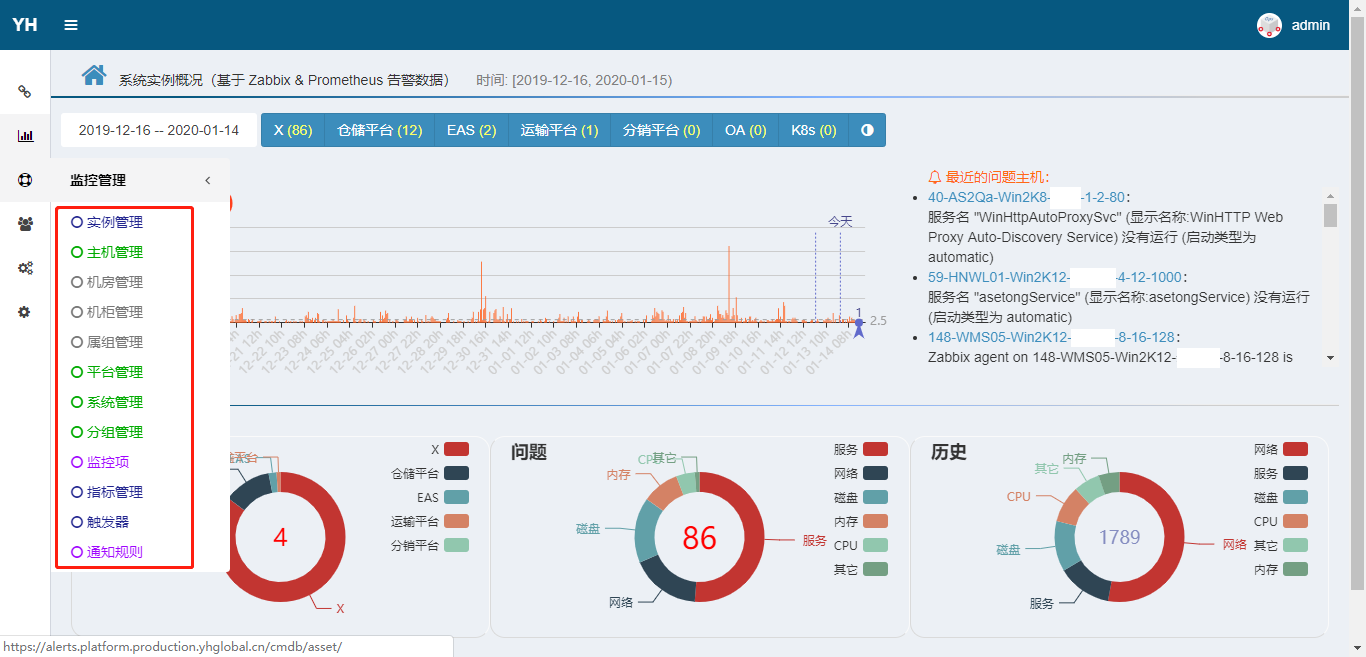 YH
admin
系统实例概况（基于 Zabbix & Prometheus 告警数据）
时间: [2019-12-16, 2020-01-15)
2019-12-16 -- 2020-01-14
X (86)
仓储平台 (12)
EAS (2)
运输平台 (1)
分销平台 (0)
OA (0)
K8s (0)
监控管理
实例管理
主机管理
机房管理
机柜管理
属组管理
平台管理
系统管理
分组管理
监控项
指标管理
触发器
通知规则
今天
1
2.5
12-21 12h
12-22 10h
12-23 08h
12-24 06h
12-26 02h
12-27 00h
12-27 22h
12-28 20h
12-29 18h
12-30 16h
12-31 14h
01-01 12h
01-02 10h
01-03 08h
01-04 06h
01-05 04h
01-06 02h
01-07 00h
01-07 22h
01-08 20h
01-09 18h
01-10 16h
01-11 14h
01-12 12h
01-13 10h
01-14 08h
最近的问题主机：
40-AS2Qa-Win2K8-
-1-2-80：
服务名 "WinHttpAutoProxySvc" (显示名称:WinHTTP Web
Proxy Auto-Discovery Service) 没有运行 (启动类型为
automatic)
59-HNWL01-Win2K12-
-4-12-1000：
服务名 "asetongService" (显示名称:asetongService) 没有运行
(启动类型为 automatic)
148-WMS05-Win2K12-
-8-16-128：
Zabbix agent on 148-WMS05-Win2K12-
-8-16-128 is
EAS
4
X
X
仓储平台
EAS
运输平台
分销平台
问题
内存
CPU
其它
磁盘
86
服务
网络
服务
网络
磁盘
内存
CPU
其它
历史
内存
其它
CPU
磁盘
1789
网络
服务
网络
服务
磁盘
CPU
其它
内存
https://alerts.platform.production.yhglobal.cn/cmdb/asset/